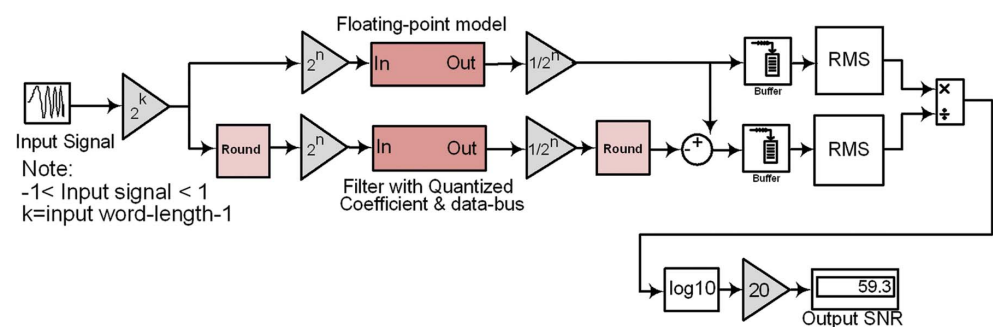 Floating-point model
2^n
In
Out
1/2^n
Buffer
RMS
2^k
Input Signal
Round
2^n
In
Out
1/2^n
Round
- +
Buffer
RMS
×
÷
Note:
-1< Input signal < 1
k=input word-length-1
Filter with Quantized
Coefficient & data-bus
log10
20
59.3
Output SNR